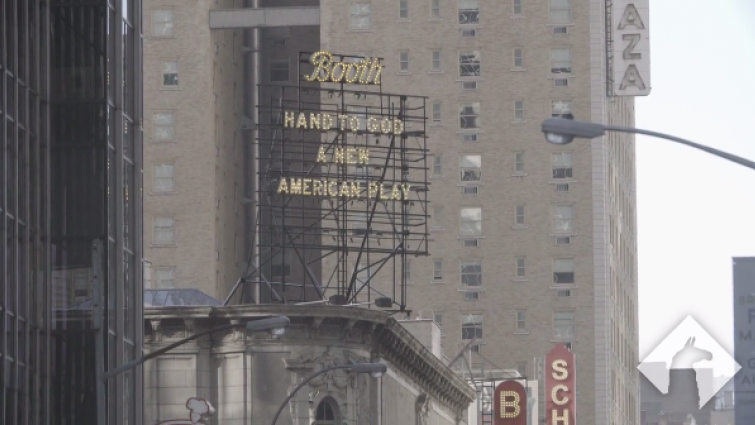 Booth
HAND TO GOD
A NEW
AMERICAN PLAY
AZA
B
SCH